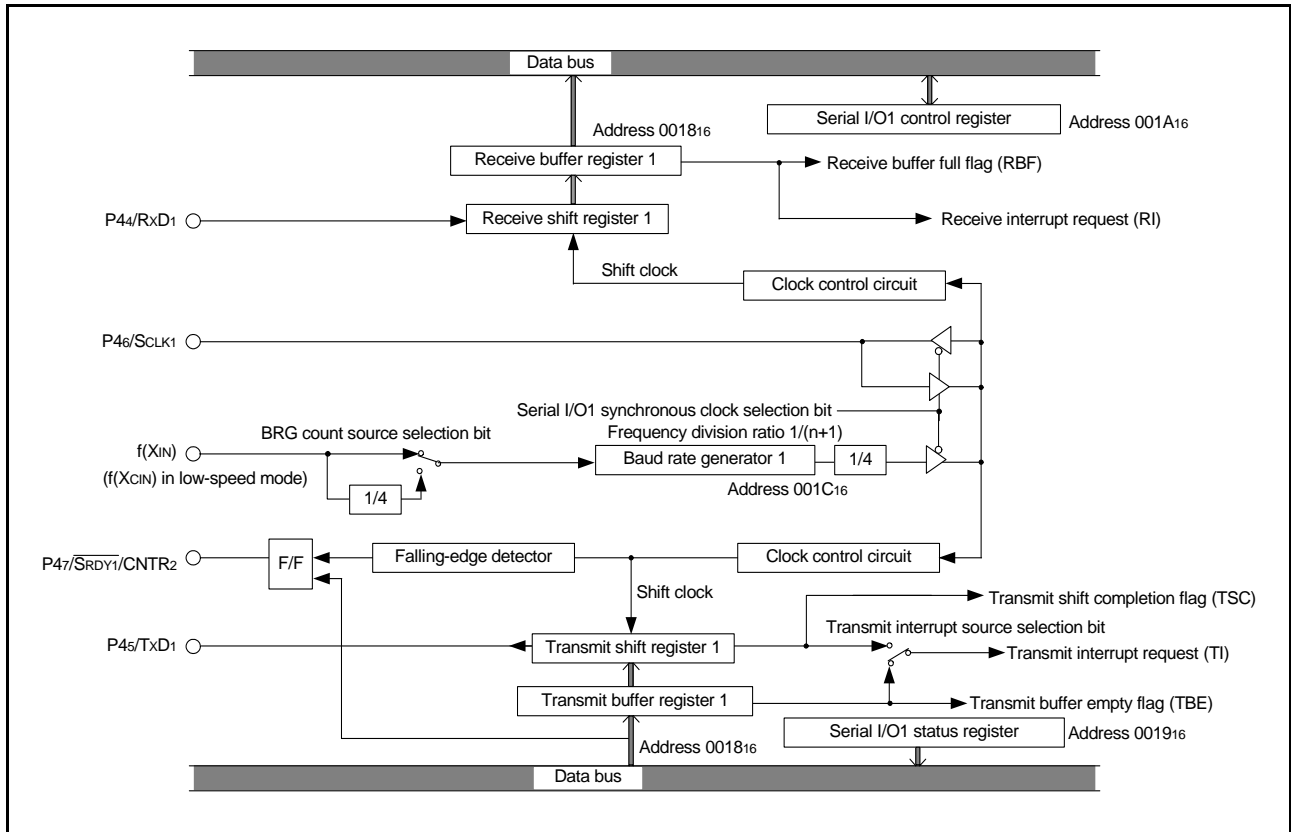 Data bus
Serial I/O1 control register
Address 001A16
Address 001816
Receive buffer register 1
Receive buffer full flag (RBF)
P44/RxD1
Receive shift register 1
Receive interrupt request (RI)
Shift clock
Clock control circuit
P46/SCLK1
Serial I/O1 synchronous clock selection bit
BRG count source selection bit
Frequency division ratio 1/(n+1)
f(XIN)
Baud rate generator 1
1/4
(f(XCIN) in low-speed mode)
1/4
Address 001C16
P47/SRDY1/CNTR2
F/F
Falling-edge detector
Clock control circuit
Shift clock
Transmit shift completion flag (TSC)
Transmit interrupt source selection bit
P45/TxD1
Transmit shift register 1
Transmit interrupt request (TI)
Transmit buffer register 1
Transmit buffer empty flag (TBE)
Address 001816
Serial I/O1 status register
Address 001916
Data bus